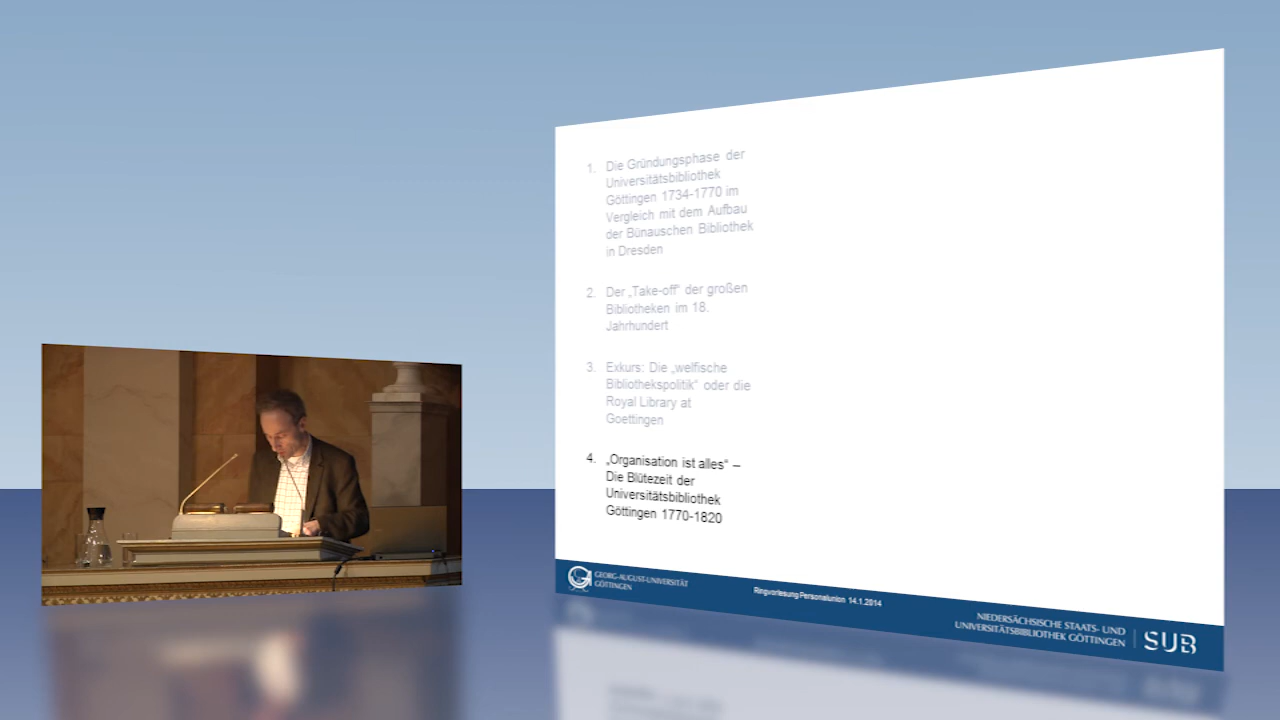 1. Die Gründungsphase der
Universitätsbibliothek
Göttingen 1734-1770 im
Vergleich mit dem Aufbau
der Bünauschen Bibliothek
in Dresden
2. Der „Take-off“ der großen
Bibliotheken im 18.
Jahrhundert
3. Exkurs: Die „welfische
Bibliothekspolitik“ oder die
Royal Library at
Goettingen
4. „Organisation ist alles“ –
Die Blütezeit der
Universitätsbibliothek
Göttingen 1770-1820
GEORG-AUGUST-UNIVERSITÄT
GÖTTINGEN
Ringvorlesung Personalunion 14.1.2014
NIEDERSÄCHSISCHE STAATS- UND
UNIVERSITÄTSBIBLIOTHEK GÖTTINGEN
SUB